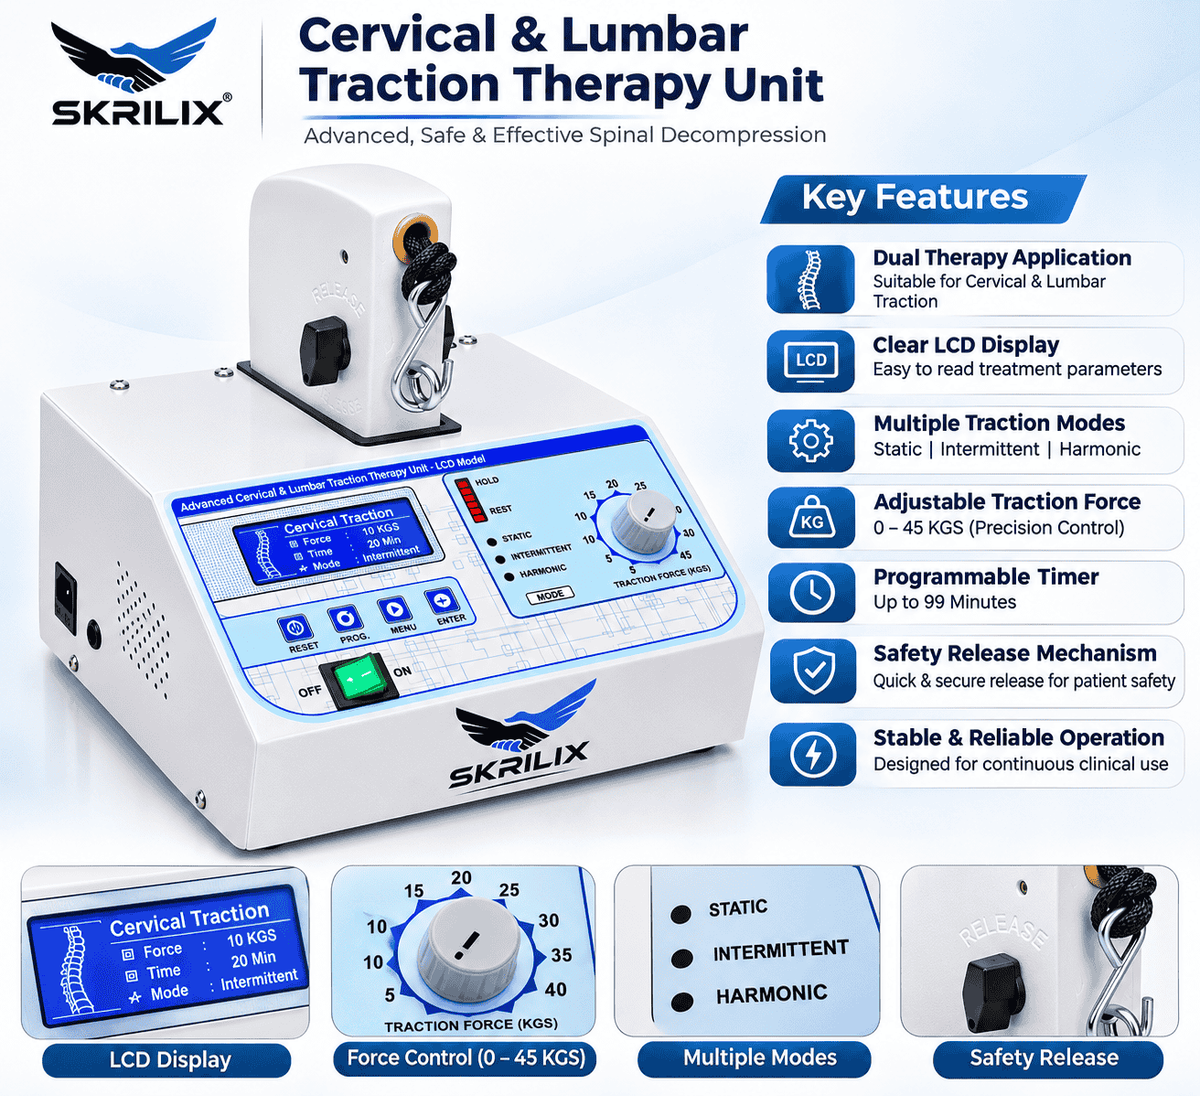 SKRILIX®
Cervical & Lumbar
Traction Therapy Unit
Advanced, Safe & Effective Spinal Decompression
Key Features
Dual Therapy Application
Suitable for Cervical & Lumbar
Traction
LCD
Clear LCD Display
Easy to read treatment parameters
Multiple Traction Modes
Static | Intermittent | Harmonic
KG
Adjustable Traction Force
0 – 45 KGS (Precision Control)
Programmable Timer
Up to 99 Minutes
Safety Release Mechanism
Quick & secure release for patient safety
Stable & Reliable Operation
Designed for continuous clinical use
RELEASE
Advanced Cervical & Lumbar Traction Therapy Unit - LCD Model
Cervical Traction
Force : 10 KGS
Time : 20 Min
Mode : Intermittent
HOLD
REST
STATIC
INTERMITTENT
HARMONIC
MODE
15 20 25
10
10 30
5 5 45
TRACTION FORCE (KGS)
RESET PROG. MENU ENTER
OFF ON
SKRILIX
Cervical Traction
Force : 10 KGS
Time : 20 Min
Mode : Intermittent
LCD Display
15 20 25
10 30
10 35
5 40
TRACTION FORCE (KGS)
Force Control (0 – 45 KGS)
STATIC
INTERMITTENT
HARMONIC
Multiple Modes
RELEASE
Safety Release